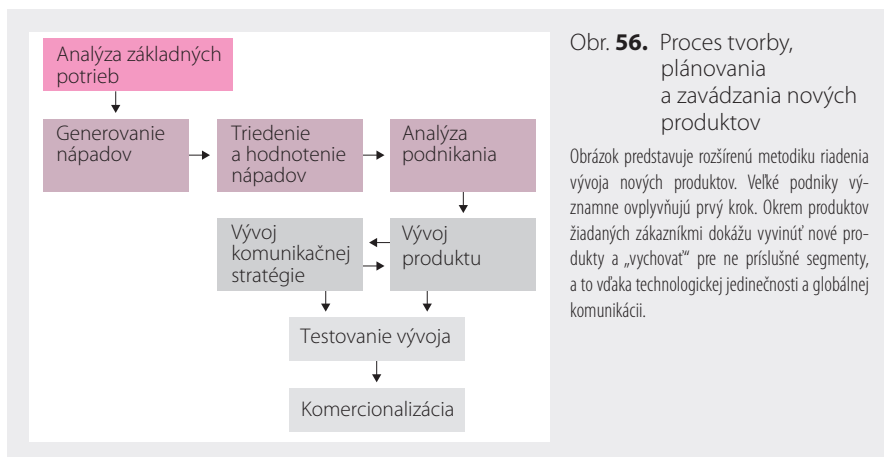 Analýza základných
potrieb
Generovanie
nápadov
Triedenie
a hodnotenie
nápadov
Analýza
podnikania
Vývoj
komunikačnej
stratégie
Vývoj
produktu
Testovanie vývoja
Komercionalizácia
Obr. 56. Proces tvorby,
plánovania
a zavádzania nových
produktov
Obrázok predstavuje rozšírenú metodiku riadenia
vývoja nových produktov. Veľké podniky vý-
znamne ovplyvňujú prvý krok. Okrem produktov
žiadaných zákazníkmi dokážu vyvinúť nové pro-
dukty a „vychovať“ pre ne príslušné segmenty,
a to vďaka technologickej jedinečnosti a globálnej
komunikácii.